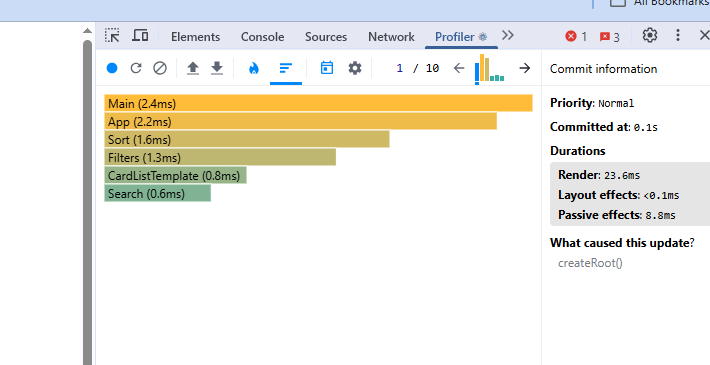 All Bookmarks
Elements Console Sources Network Profiler 1 3
1 / 10
Commit information
Main (2.4ms)
App (2.2ms)
Sort (1.6ms)
Filters (1.3ms)
CardListTemplate (0.8ms)
Search (0.6ms)
Priority: Normal
Committed at: 0.1s
Durations
Render: 23.6ms
Layout effects: <0.1ms
Passive effects: 8.8ms
What caused this update?
createRoot()